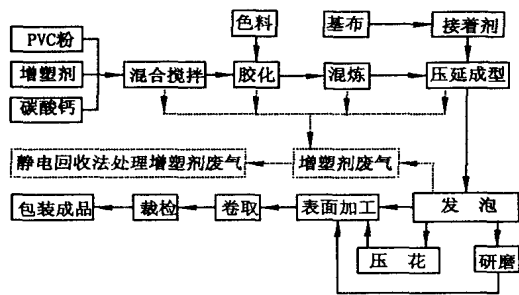 色料
基布
接着剂
PVC粉
增塑剂
碳酸钙
混合搅拌
胶化
混炼
压延成型
静电回收法处理增塑剂废气
增塑剂废气
包装成品
裁检
卷取
表面加工
发泡
压花
研磨